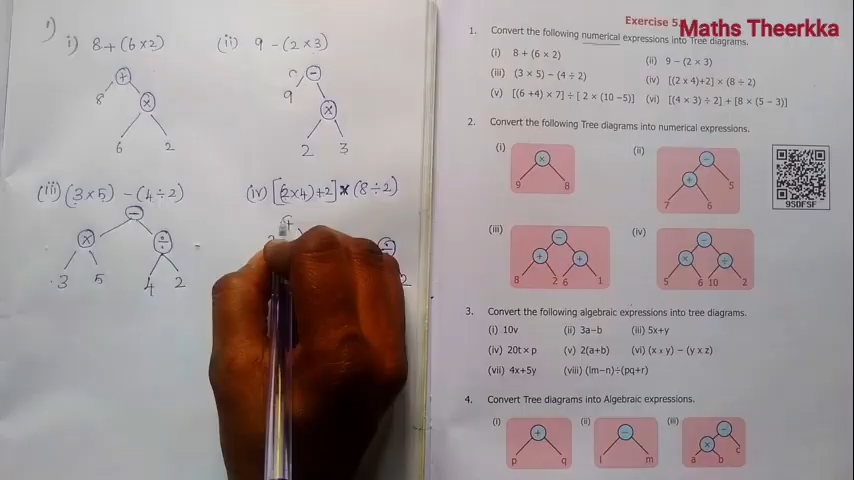 1)
i) 8 + (6 x 2)
(ii) 9 - (2 x 3)
+
8
x
6 2
-
9
x
2 3
(iii) (3 x 5) - (4 ÷ 2)
(iv) [(2x4)+2] x (8 ÷ 2)
-
x ÷
3 5 4 2
+
÷
2
Exercise 5.
Maths Theerkka
1. Convert the following numerical expressions into Tree diagrams.
(i) 8 + (6 × 2) (ii) 9 − (2 × 3)
(iii) (3 × 5) − (4 ÷ 2) (iv) [(2 × 4)+2] × (8 ÷ 2)
(v) [(6 +4) × 7] ÷ [ 2 × (10 −5)] (vi) [(4 × 3) ÷ 2] + [8 × (5 − 3)]
2. Convert the following Tree diagrams into numerical expressions.
(i) (ii)
×
9 8
−
+ 5
7 6
95DF5F
(iii) (iv)
−
+ +
8 2 6 1
−
× ÷
5 6 10 2
3. Convert the following algebraic expressions into tree diagrams.
(i) 10v (ii) 3a−b (iii) 5x+y
(iv) 20t × p (v) 2(a+b) (vi) (x × y) − (y × z)
(vii) 4x+5y (viii) (lm−n)÷(pq+r)
4. Convert Tree diagrams into Algebraic expressions.
(i) (ii) (iii)
+
p q
−
l m
−
× c
a b